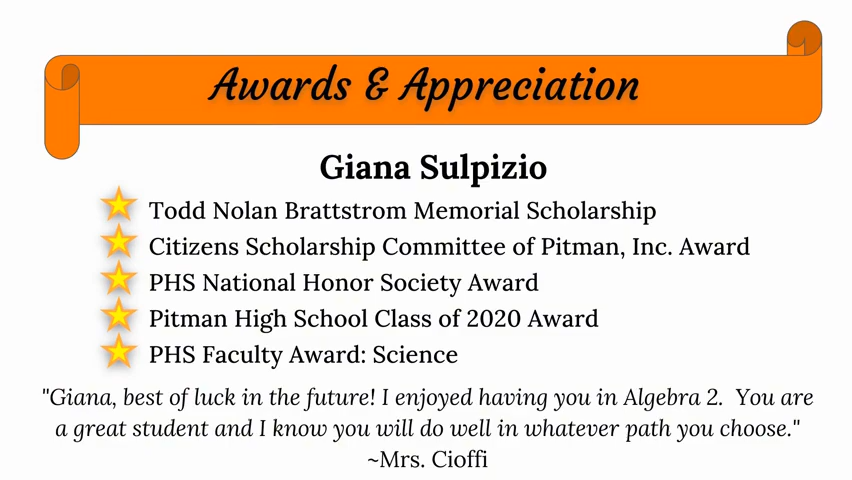 Awards & Appreciation
Giana Sulpizio
Todd Nolan Brattstrom Memorial Scholarship
Citizens Scholarship Committee of Pitman, Inc. Award
PHS National Honor Society Award
Pitman High School Class of 2020 Award
PHS Faculty Award: Science
"Giana, best of luck in the future! I enjoyed having you in Algebra 2.  You are
a great student and I know you will do well in whatever path you choose."
~Mrs. Cioffi